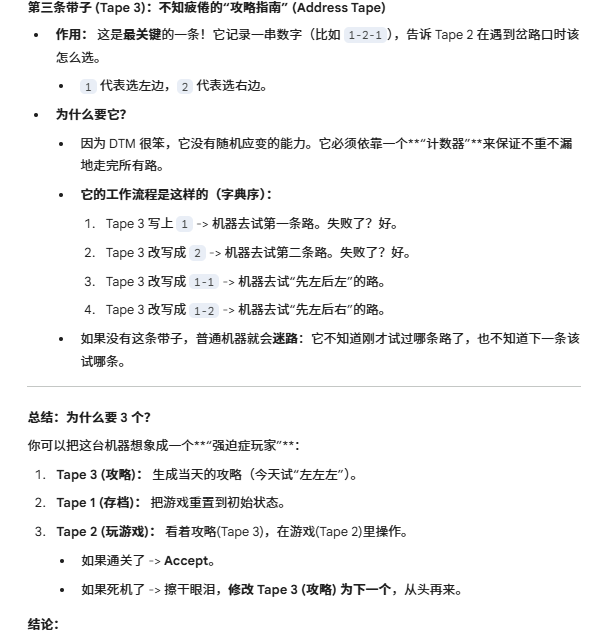 第三条带子 (Tape 3)：不知疲倦的“攻略指南” (Address Tape)
• 作用： 这是最关键的一条！它记录一串数字（比如 1-2-1 ），告诉 Tape 2 在遇到岔路口时该
怎么选。
• 1 代表选左边，2 代表选右边。
• 为什么要它？
• 因为 DTM 很笨，它没有随机应变的能力。它必须依靠一个**“计数器”**来保证不重不漏
地走完所有路。
• 它的工作流程是这样的（字典序）：
1. Tape 3 写上 1 -> 机器去试第一条路。失败了？好。
2. Tape 3 改写成 2 -> 机器去试第二条路。失败了？好。
3. Tape 3 改写成 1-1 -> 机器去试“先左后左”的路。
4. Tape 3 改写成 1-2 -> 机器去试“先左后右”的路。
• 如果没有这条带子，普通机器就会迷路：它不知道刚才试过哪条路了，也不知道下一条该
试哪条。
总结：为什么要 3 个？
你可以把这台机器想象成一个**“强迫症玩家”**：
1. Tape 3 (攻略)： 生成当天的攻略（今天试“左左左”）。
2. Tape 1 (存档)： 把游戏重置到初始状态。
3. Tape 2 (玩游戏)： 看着攻略(Tape 3)，在游戏(Tape 2)里操作。
• 如果通关了 -> Accept。
• 如果死机了 -> 擦干眼泪，修改 Tape 3 (攻略) 为下一个，从头再来。
结论：